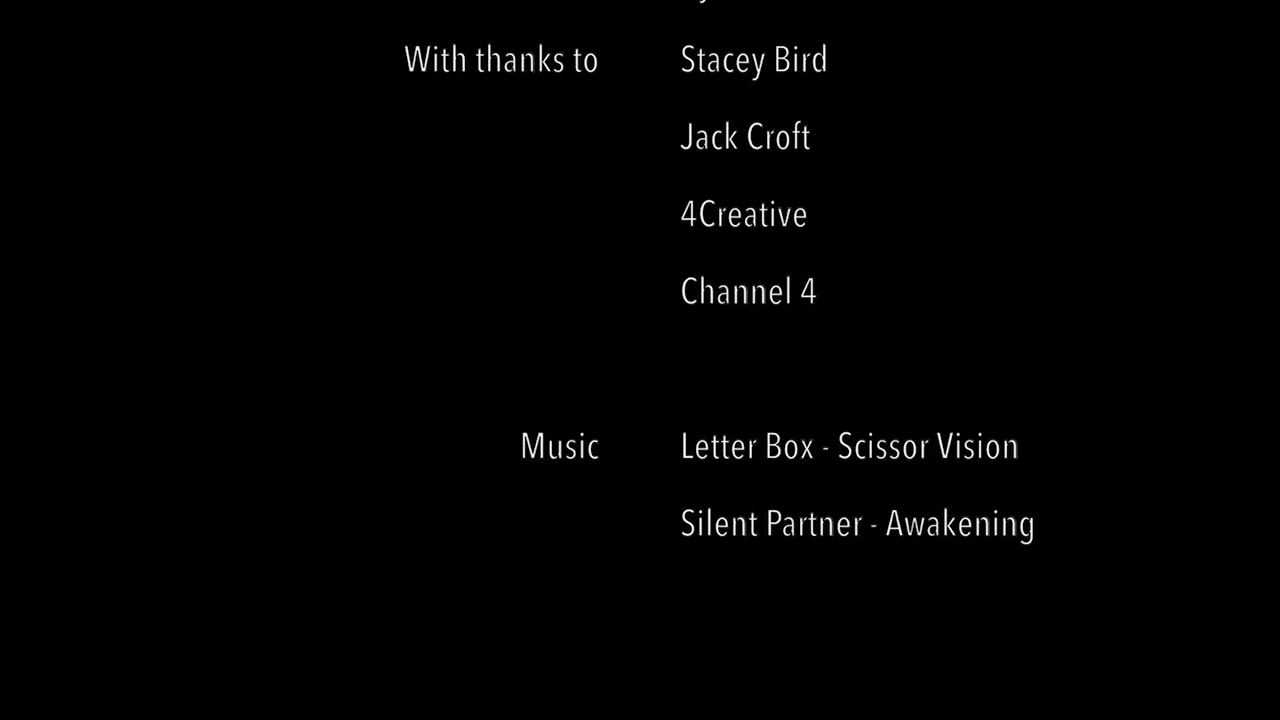 With thanks to Stacey Bird
Jack Croft
4Creative
Channel 4
Music Letter Box - Scissor Vision
Silent Partner - Awakening